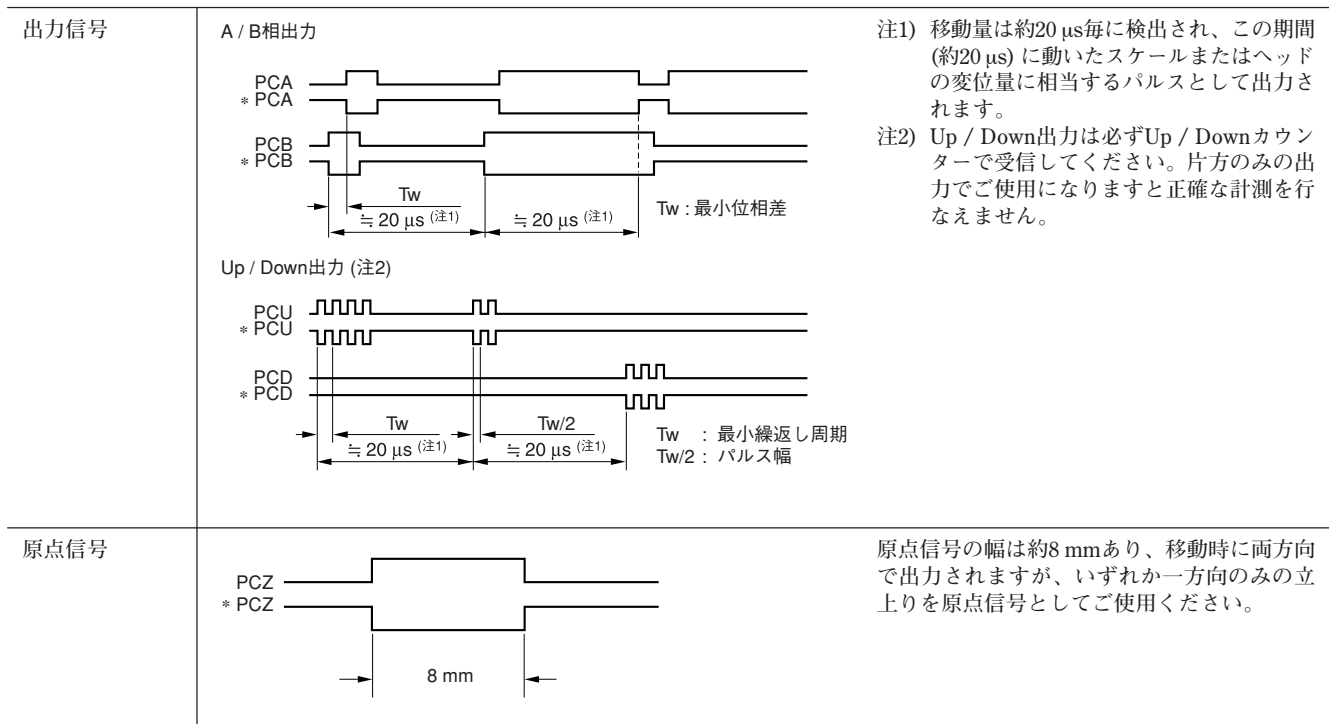 出力信号
A / B相出力
PCA
* PCA
PCB
* PCB
Tw
≒ 20 µs (注1)
≒ 20 µs (注1)
Tw : 最小位相差
Up / Down出力 (注2)
PCU
* PCU
PCD
* PCD
Tw
Tw/2
≒ 20 µs (注1)
≒ 20 µs (注1)
Tw : 最小繰返し周期
Tw/2 : パルス幅
注1) 移動量は約20 µs毎に検出され、この期間
(約20 µs) に動いたスケールまたはヘッド
の変位量に相当するパルスとして出力さ
れます。
注2) Up / Down出力は必ずUp / Downカウン
ターで受信してください。片方のみの出
力でご使用になりますと正確な計測を行
なえません。
原点信号
PCZ
* PCZ
8 mm
原点信号の幅は約8 mmあり、移動時に両方向
で出力されますが、いずれか一方向のみの立
上りを原点信号としてご使用ください。